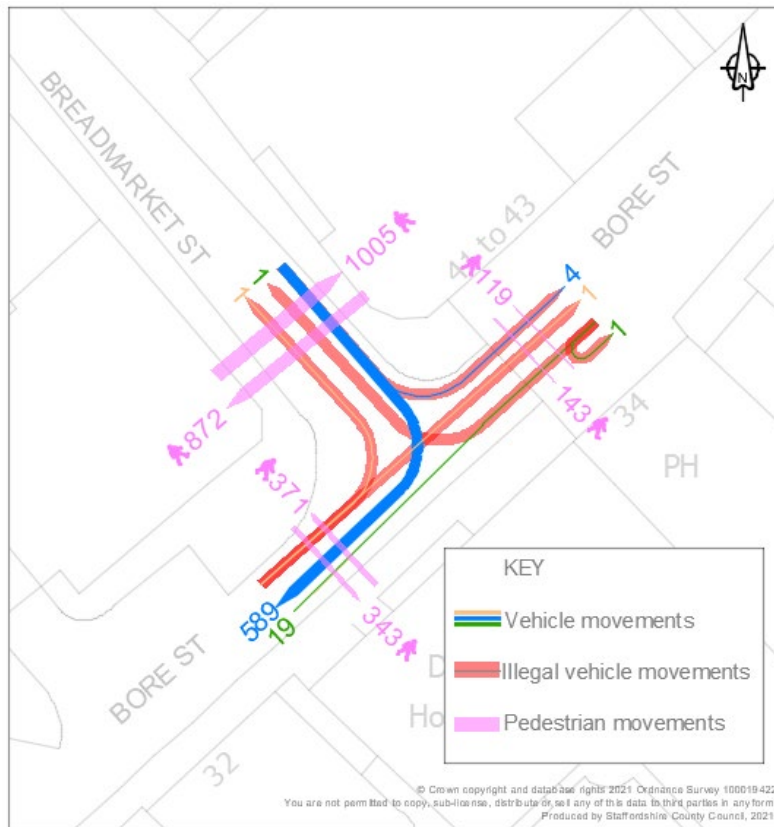 N
BREADMARKET ST
BORE ST
41 to 43
1005
119
4
1
1
1
1
143
34
872
371
PH
589
19
343
BORE ST
32
D
Ho
KEY
Vehicle movements
Illegal vehicle movements
Pedestrian movements
© Crown copyright and database rights 2021 Ordnance Survey 100019422
You are not permitted to copy, sub-license, distribute or sell any of this data to third parties in any form
Produced by Staffordshire County Council, 2021